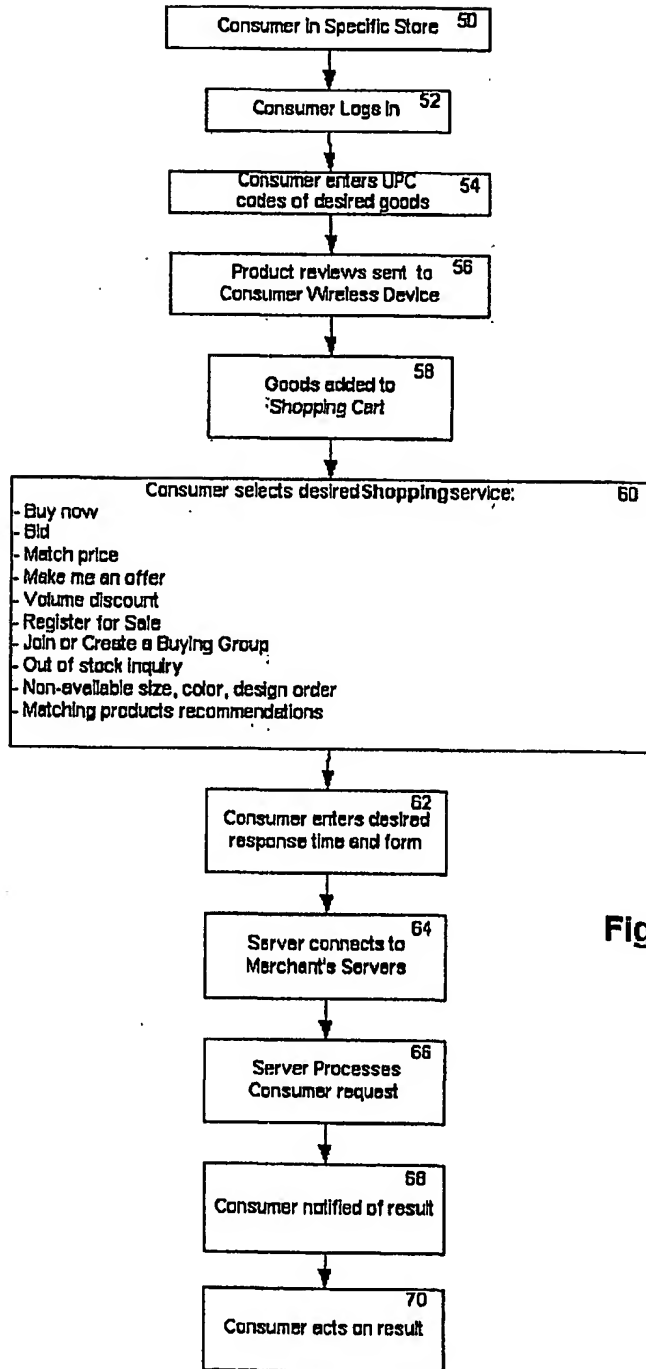 Consumer in Specific Store 50
Consumer Logs in 52
Consumer enters UPC 54
codes of desired goods
Product reviews sent to 56
Consumer Wireless Device
58
Goods added to
Shopping Cart
Consumer selects desired Shopping service: 60
- Buy now
- Bid
- Match price
- Make me an offer
- Volume discount
- Register for Sale
- Join or Create a Buying Group
- Out of stock inquiry
- Non-available size, color, design order
- Matching products recommendations
62
Consumer enters desired
response time and form
64
Server connects to
Merchant's Servers
66
Server Processes
Consumer request
68
Consumer notified of result
70
Consumer acts on result